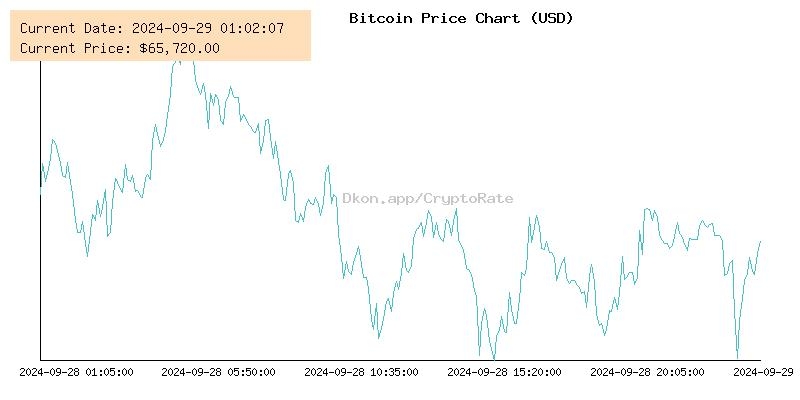 Bitcoin Price Chart (USD)
Current Date: 2024-09-29 01:02:07
Current Price: $65,720.00
Dkon.app/CryptoRate
2024-09-28 01:05:00 2024-09-28 05:50:00 2024-09-28 10:35:00 2024-09-28 15:20:00 2024-09-28 20:05:00 2024-09-29